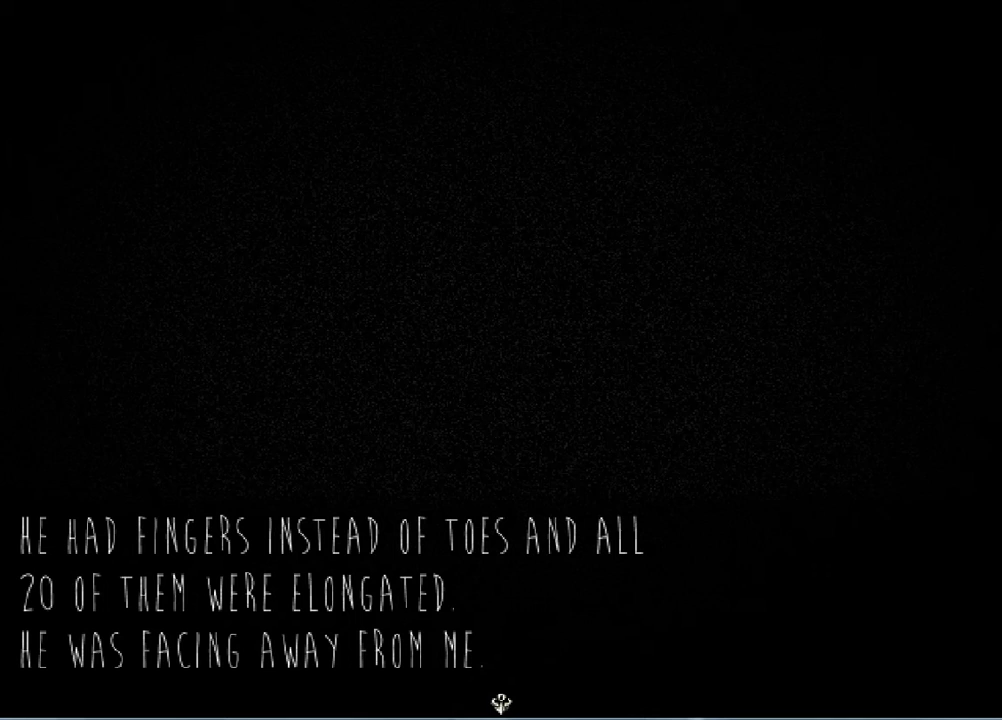 HE HAD FINGERS INSTEAD OF TOES AND ALL
20 OF THEM WERE ELONGATED.
HE WAS FACING AWAY FROM ME.